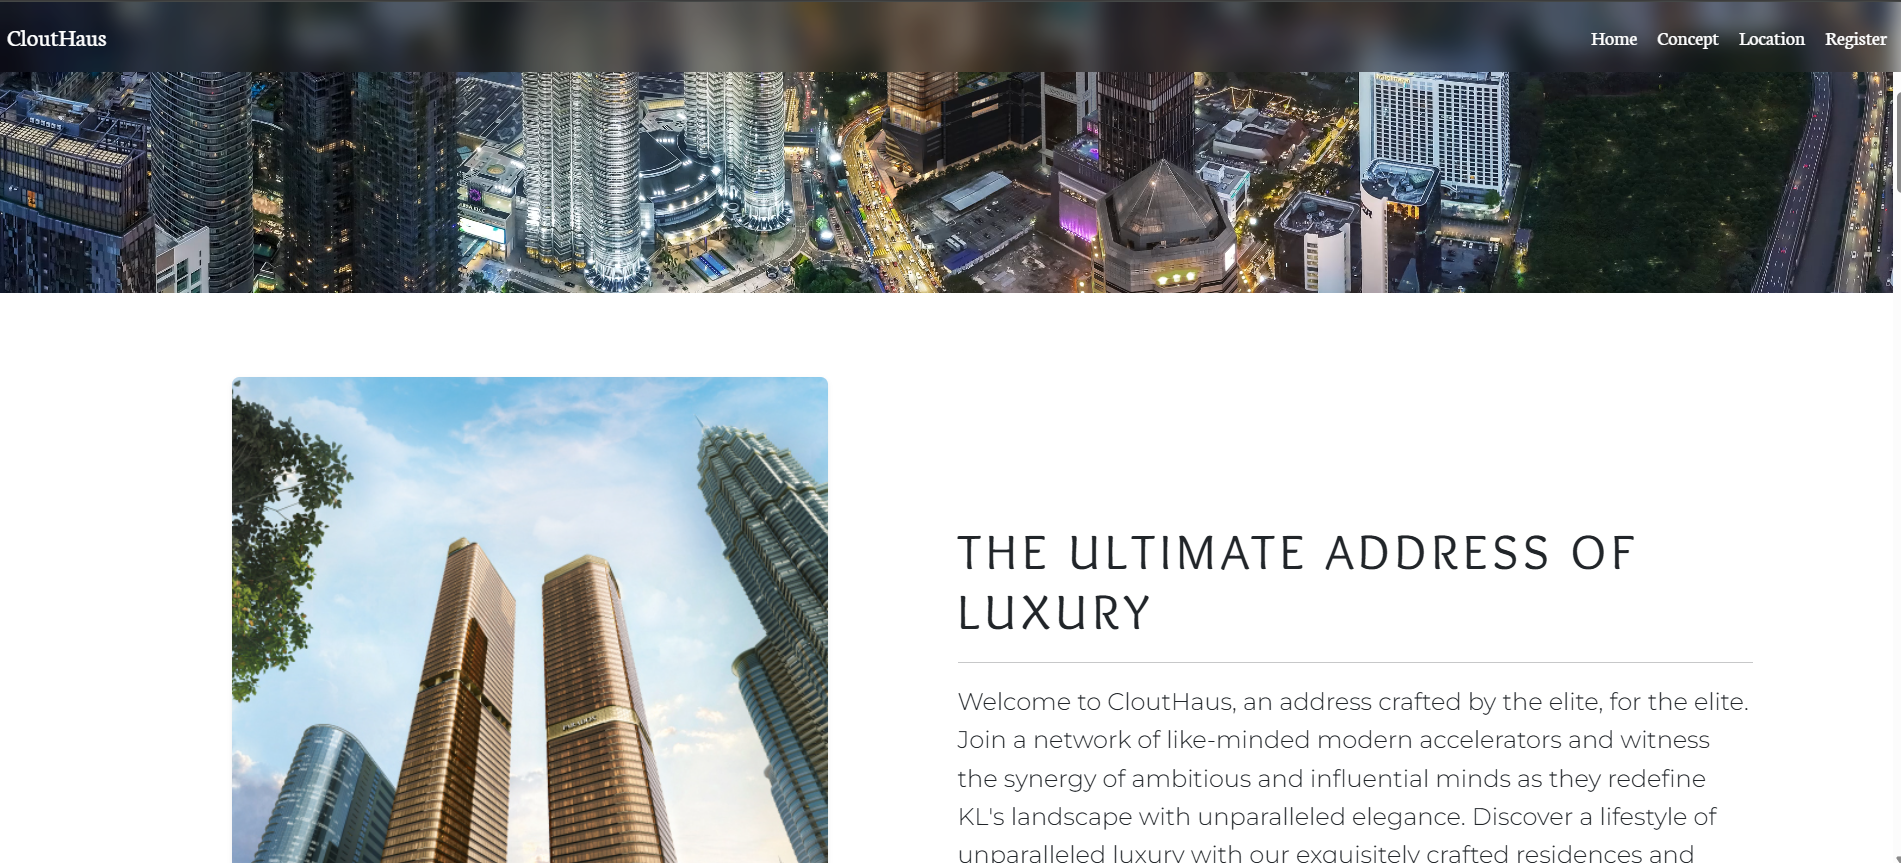 CloutHaus
Home Concept Location Register
THE ULTIMATE ADDRESS OF
LUXURY
Welcome to CloutHaus, an address crafted by the elite, for the elite.
Join a network of like-minded modern accelerators and witness
the synergy of ambitious and influential minds as they redefine
KL's landscape with unparalleled elegance. Discover a lifestyle of
unparalleled luxury with our exquisitely crafted residences and